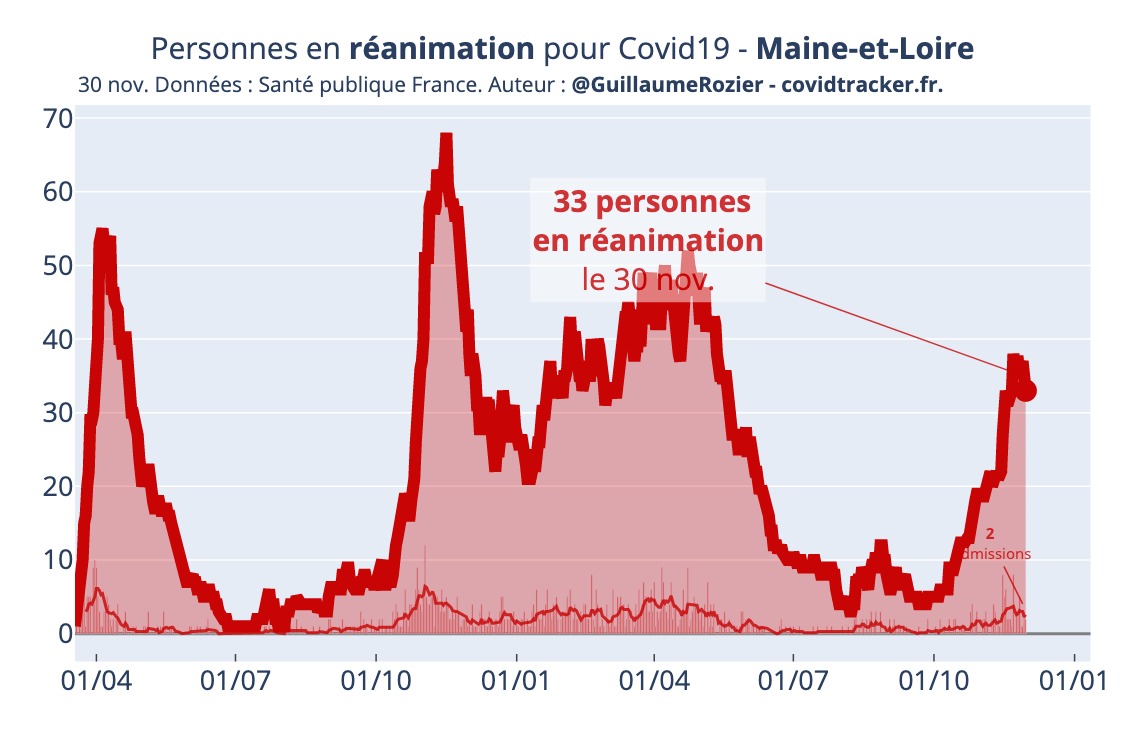 Personnes en réanimation pour Covid19 - Maine-et-Loire
30 nov. Données : Santé publique France. Auteur : @GuillaumeRozier - covidtracker.fr.
70
60
50
40
30
20
10
0
33 personnes
en réanimation
le 30 nov.
2
admissions
01/04
01/07
01/10
01/01
01/04
01/07
01/10
01/01